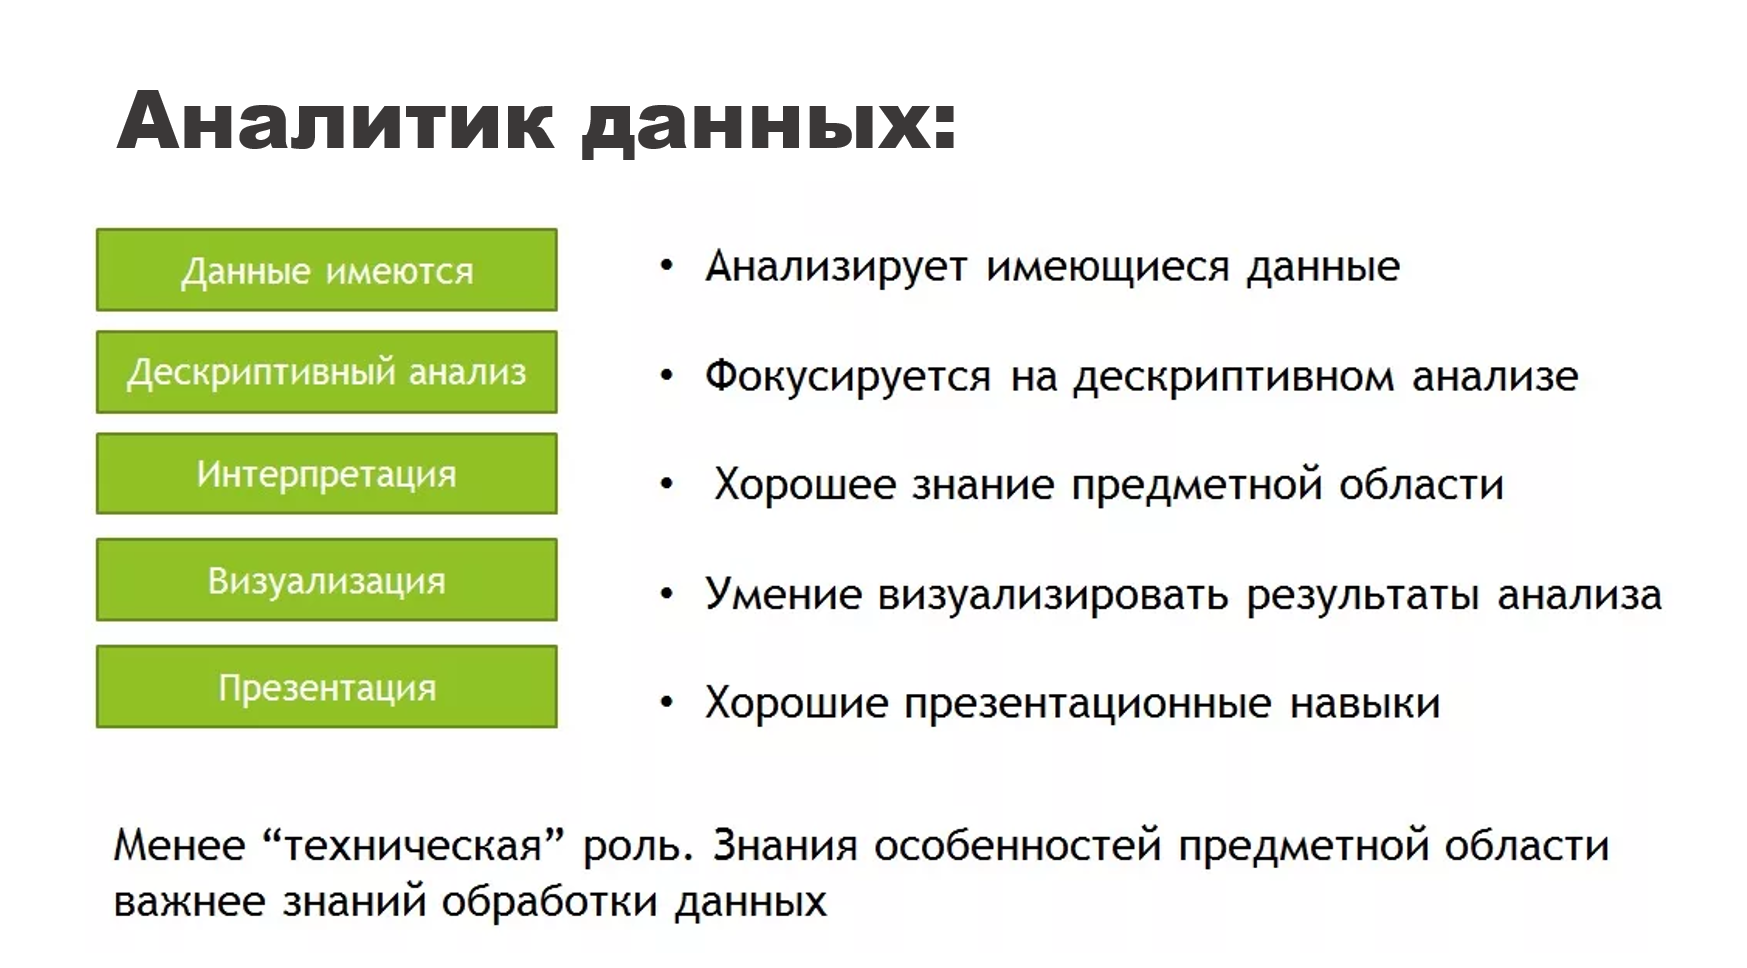 Аналитик данных:
Данные имеются
Дескриптивный анализ
Интерпретация
Визуализация
Презентация
• Анализирует имеющиеся данные
• Фокусируется на дескриптивном анализе
• Хорошее знание предметной области
• Умение визуализировать результаты анализа
• Хорошие презентационные навыки
Менее “техническая” роль. Знания особенностей предметной области
важнее знаний обработки данных